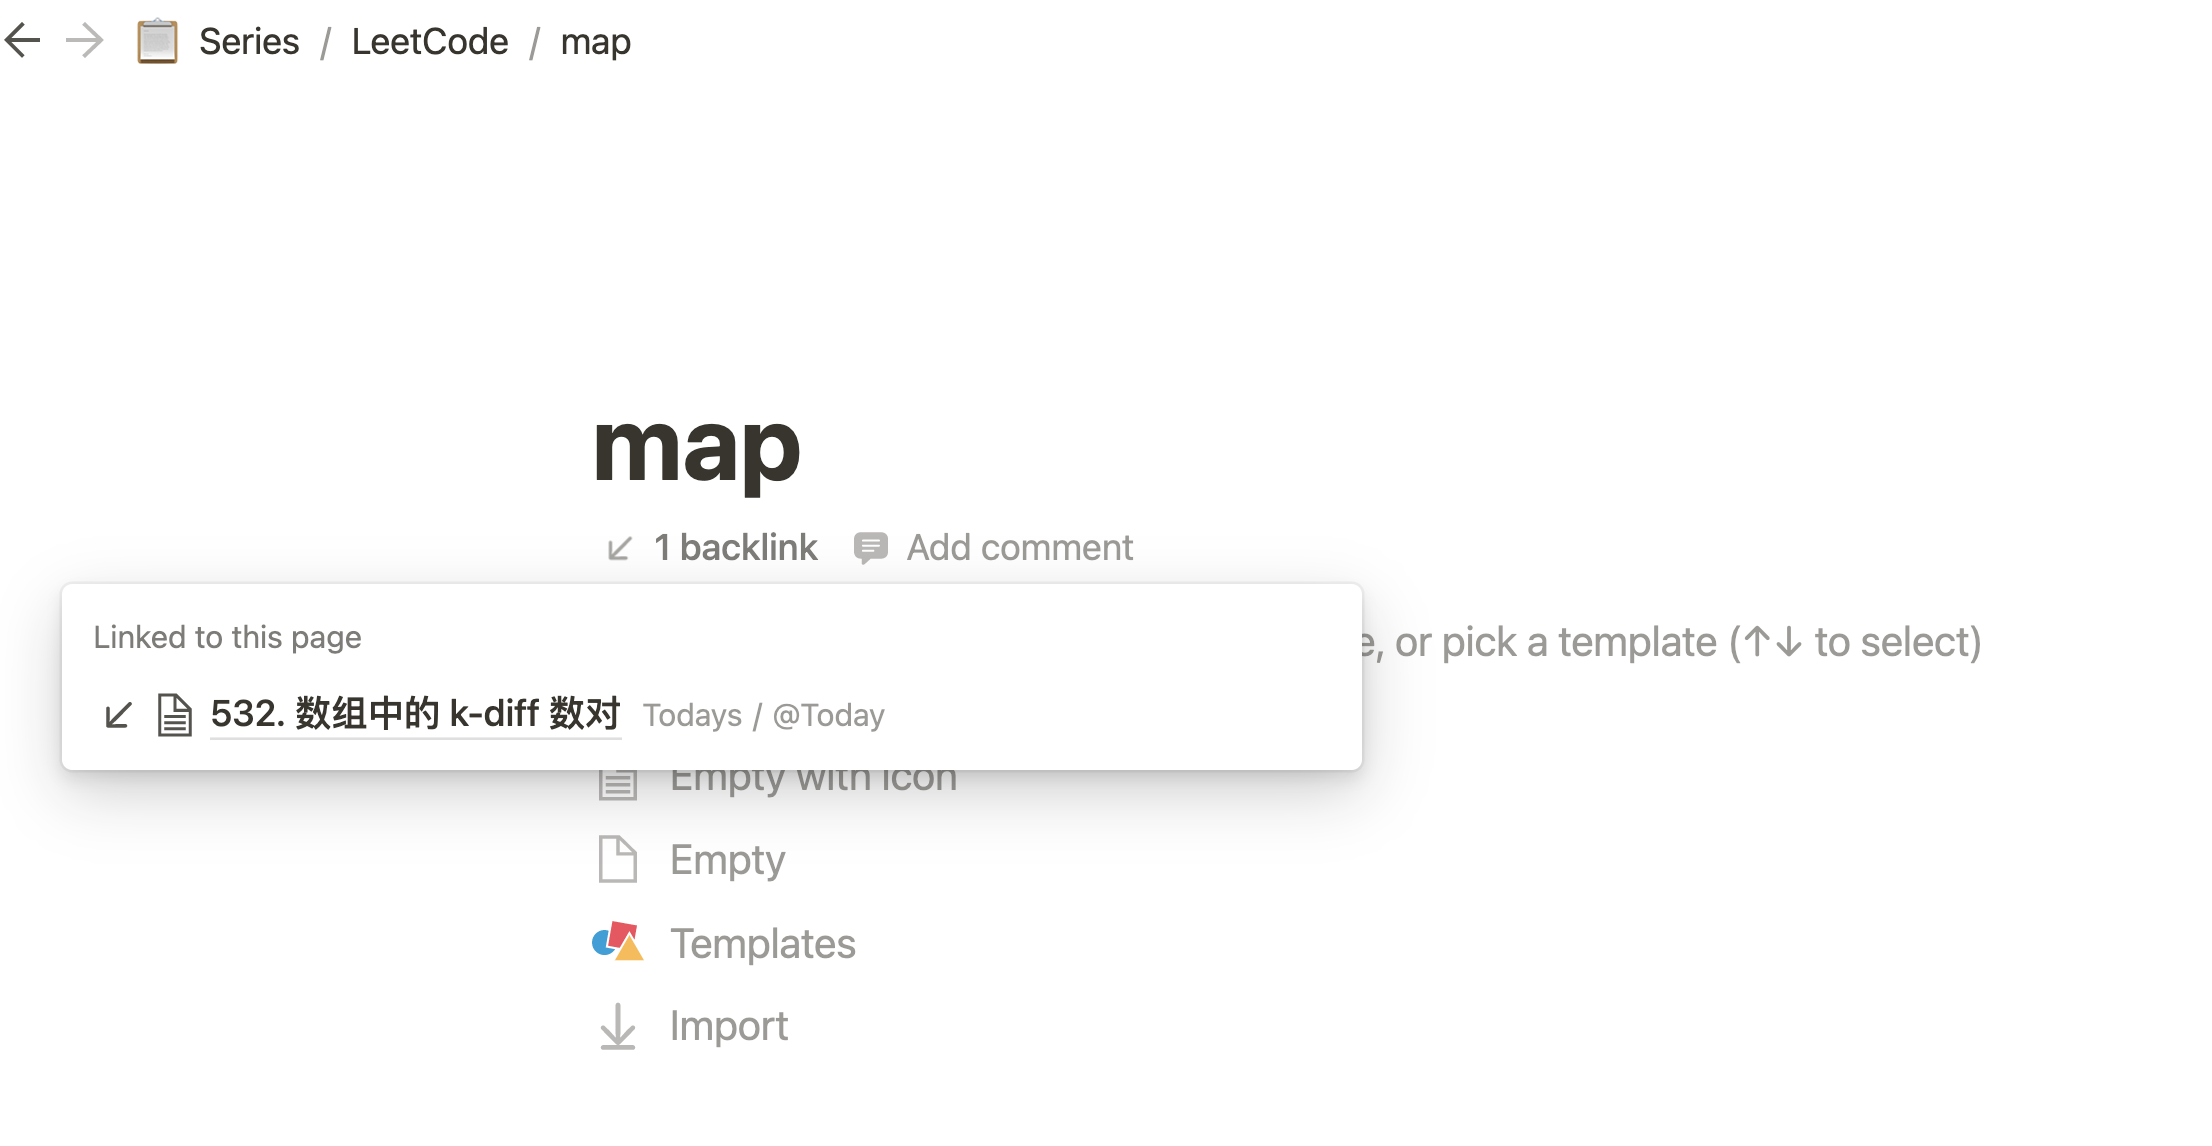 Series / LeetCode / map
map
1 backlink Add comment
Linked to this page
, or pick a template (↑↓ to select)
532. 数组中的 k-diff 数对 Todays / @Today
Empty with icon
Empty
Templates
Import